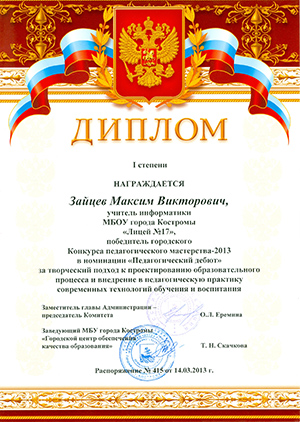 ДИПЛОМ
I степени
НАГРАЖДАЕТСЯ
Зайцев Максим Викторович,
учитель информатики
МБОУ города Костромы
«Лицей №17»,
победитель городского
Конкурса педагогического мастерства-2013
в номинации «Педагогический дебют»
за творческий подход к проектированию образовательного
процесса и внедрение в педагогическую практику
современных технологий обучения и воспитания
Заместитель главы Администрации -
председатель Комитета О.Л. Еремина
Заведующий МБУ города Костромы
«Городской центр обеспечения
качества образования» Т. Н. Скачкова
Распоряжение № 415 от 14.03.2013 г.